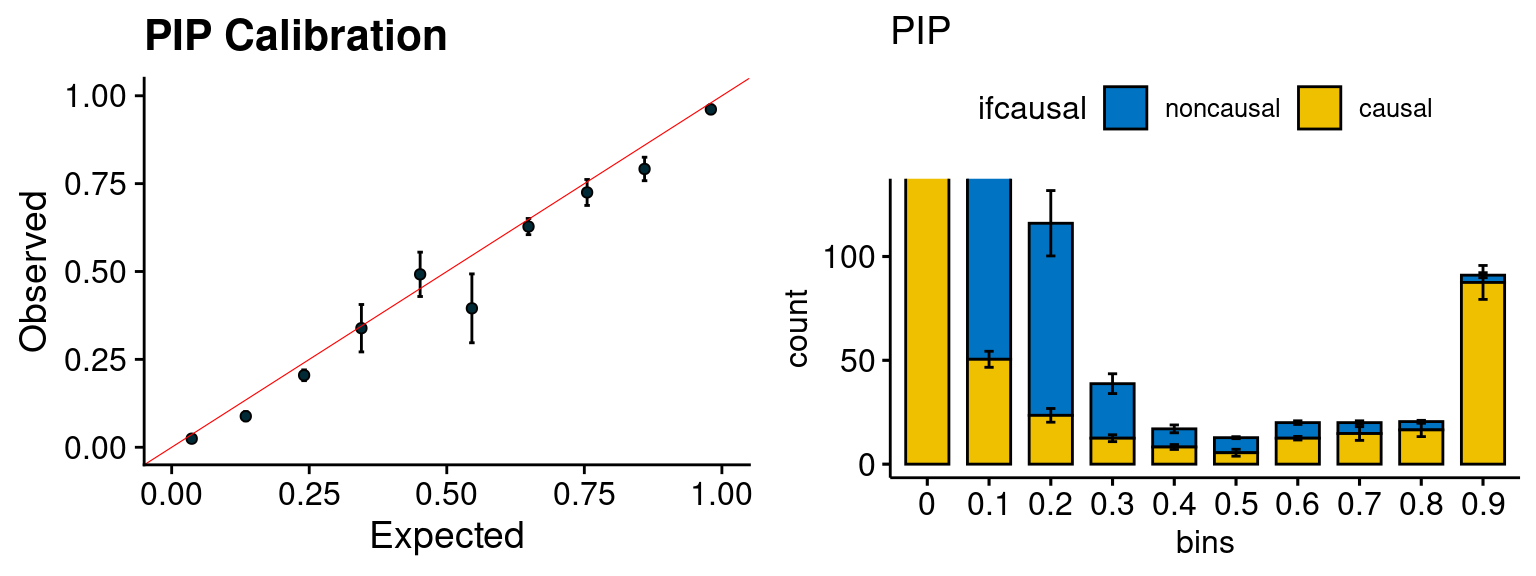 PIP Calibration
Observed
1.00
0.75
0.50
0.25
0.00
0.00 0.25 0.50 0.75 1.00
Expected
PIP
ifcausal noncausal causal
count
100
50
0
0 0.1 0.2 0.3 0.4 0.5 0.6 0.7 0.8 0.9
bins